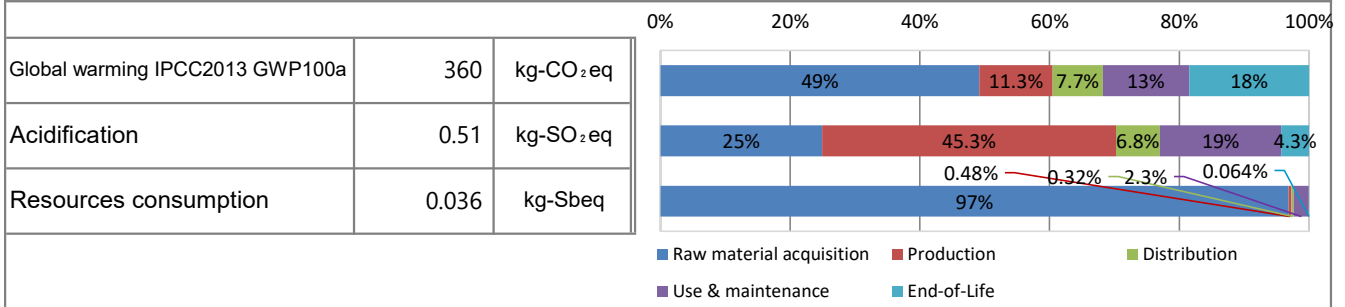 0% 20% 40% 60% 80% 100%
Global warming IPCC2013 GWP100a 360 kg-CO₂eq
49% 11.3% 7.7% 13% 18%
Acidification 0.51 kg-SO₂eq
25% 45.3% 6.8% 19% 4.3%
0.48% 0.32% 2.3% 0.064%
Resources consumption 0.036 kg-Sbeq
97%
Raw material acquisition Production Distribution
Use & maintenance End-of-Life